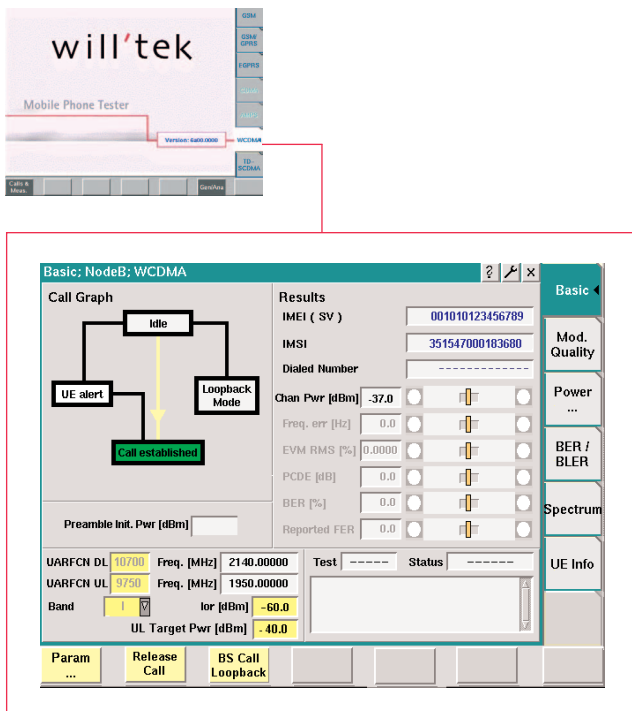 GSM
will'tek
GSM/
GPRS
EGPRS
Mobile Phone Tester
Version: 6a00.0000
WCDMA
TD-
SCDMA
Calls &
Meas.
Gen/Ana
Basic; NodeB; WCDMA
? ×
Basic
Call Graph
Results
Idle
IMEI ( SV ) 001010123456789
IMSI 351547000183680
Mod.
Quality
Dialed Number -------------
UE alert
Loopback
Mode
Chan Pwr [dBm] -37.0
Power
...
Freq. err [Hz] 0.0
EVM RMS [%] 0.0000
BER /
BLER
Call established
PCDE [dB] 0.0
BER [%] 0.0
Spectrum
Preamble Init. Pwr [dBm]
Reported FER 0.0
UARFCN DL 10700 Freq. [MHz] 2140.00000
Test ----- Status ------
UE Info
UARFCN UL 9750 Freq. [MHz] 1950.00000
Band I Ior [dBm] -60.0
UL Target Pwr [dBm] - 40.0
Param
...
Release
Call
BS Call
Loopback